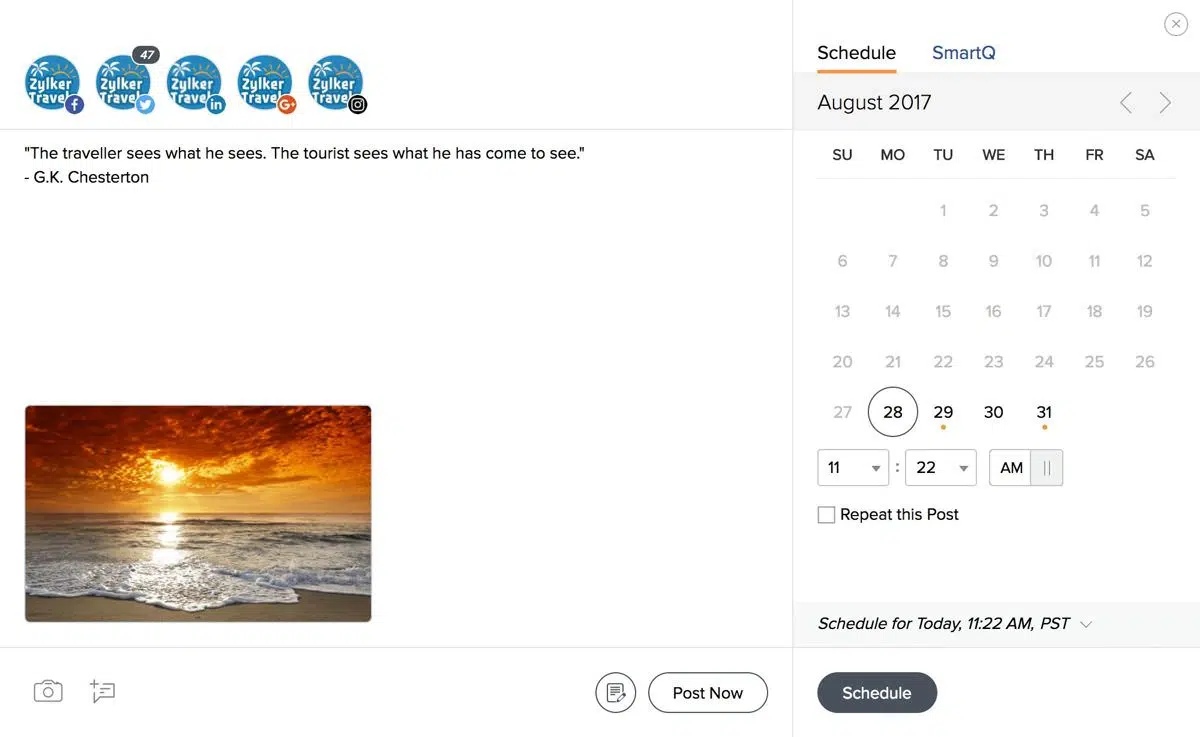 47
Zylker Travel
Zylker Travel
Zylker Travel
Zylker Travel
Zylker Travel
"The traveller sees what he sees. The tourist sees what he has come to see."
- G.K. Chesterton
Post Now
Schedule SmartQ
August 2017
SU MO TU WE TH FR SA
1 2 3 4 5
6 7 8 9 10 11 12
13 14 15 16 17 18 19
20 21 22 23 24 25 26
27 28 29 30 31
11 : 22 AM
Repeat this Post
Schedule for Today, 11:22 AM, PST
Schedule